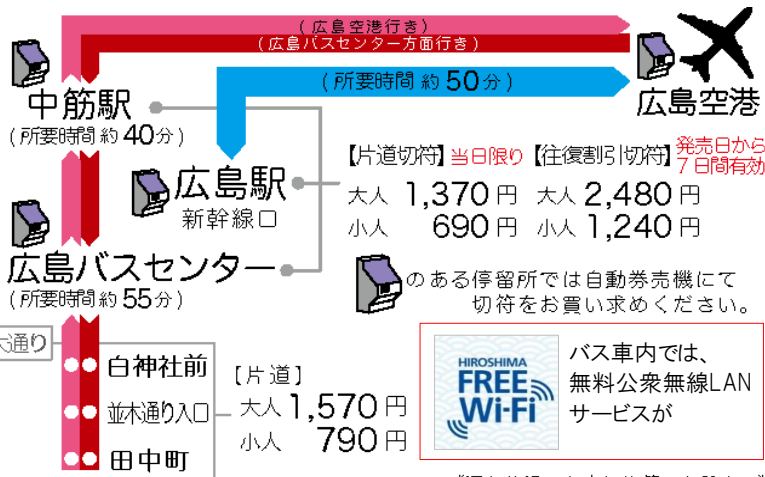 (広島空港行き)
(広島バスセンター方面行き)
(所要時間 約50分)
広島空港
中筋駅
(所要時間 約40分)
広島駅
新幹線口
【片道切符】当日限り
大人 1,370円
小人 690円
【往復割引切符】発売日から
7日間有効
大人 2,480円
小人 1,240円
広島バスセンター
(所要時間 約55分)
のある停留所では自動券売機にて
切符をお買い求めください。
通り
白神社前
並木通り入口
田中町
【片道】
大人 1,570円
小人 790円
HIROSHIMA
FREE
Wi-Fi
バス車内では、
無料公衆無線LAN
サービスが